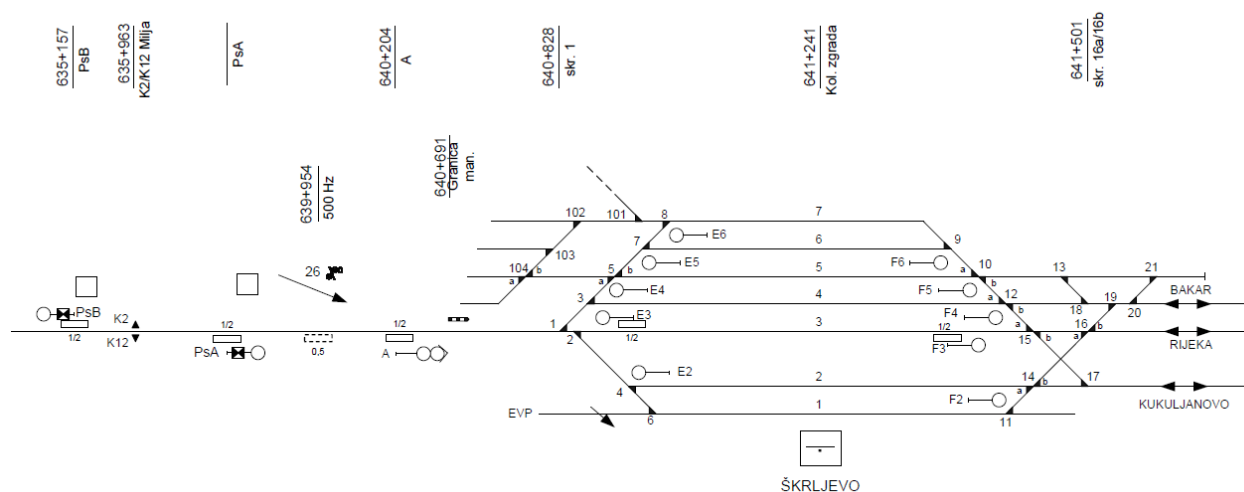 635+157
PsB
635+963
K2/K12 Milja
PsA
640+204
A
640+828
skr. 1
641+241
Kol. zgrada
641+501
skr. 16a/16b
639+954
500 Hz
640+691
Granica
man.
26
102
101
8
7
103
7
E6
6
9
104
b
a
5
b
E5
5
F6
a
10
b
13
21
3
E4
4
F5
a
12
18
19
20
BAKAR
PsB
1/2
K2
K12
1/2
PsA
0,5
1/2
A
1
2
E3
1/2
3
F4
1/2
F3
a
15
b
16
a
b
RIJEKA
E2
4
2
14
a
b
17
KUKULJANOVO
EVP
6
1
F2
11
ŠKRLJEVO